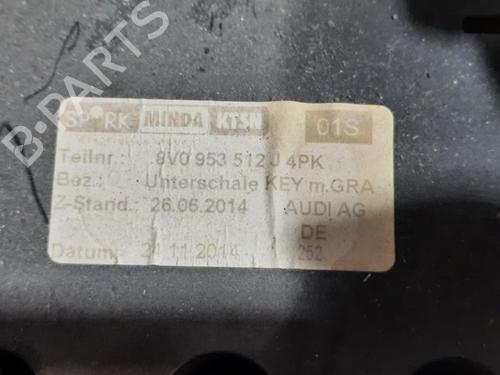 SP*RK MINDA KTSN 01S
Teilnr.: 8V0 953 512 J 4PK
Bez.: Unterschale KEY m.GRA
Z-Stand.: 26.06.2014 AUDI AG
DE
Datum: 21.11.2014 252
B-PARTS